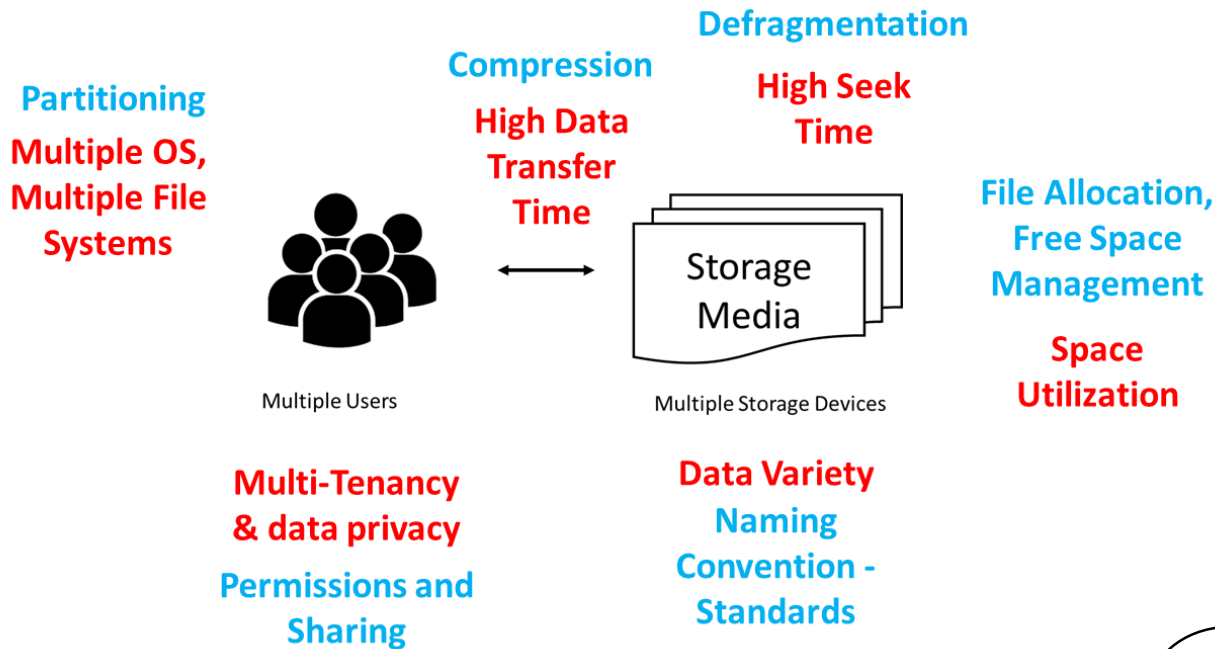 Defragmentation
Compression
Partitioning
High Seek
Time
High Data
Transfer
Time
Multiple OS,
Multiple File
Systems
File Allocation,
Free Space
Management
Storage
Media
Space
Utilization
Multiple Users
Multiple Storage Devices
Multi-Tenancy
& data privacy
Permissions and
Sharing
Data Variety
Naming
Convention -
Standards